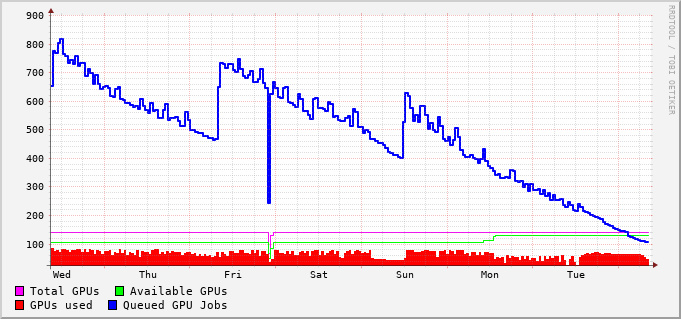 900
800
700
600
500
400
300
200
100
Wed Thu Fri Sat Sun Mon Tue
Total GPUs Available GPUs
GPUs used Queued GPU Jobs
RRDTOOL / TOBI OETIKER